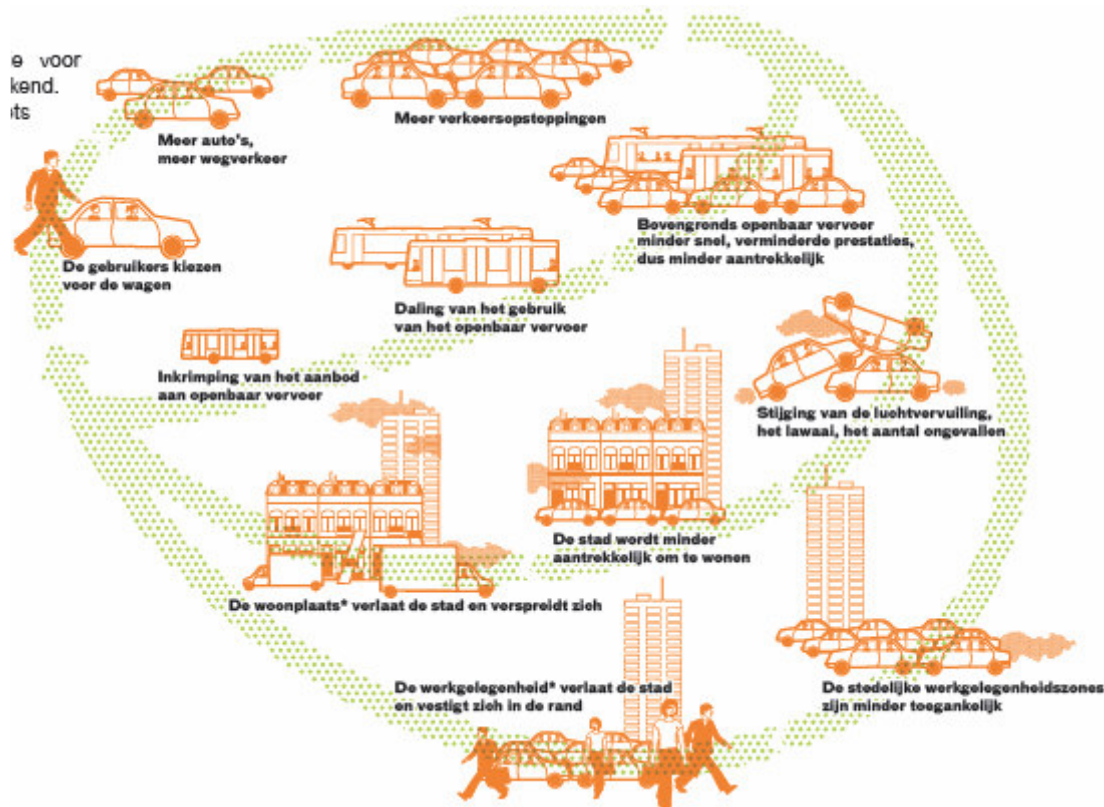 e voor
kend.
ots
Meer auto's,
meer wegverkeer
Meer verkeersopstoppingen
Bovengronds openbaar vervoer
minder snel, verminderde prestaties,
dus minder aantrekkelijk
De gebruikers kiezen
voor de wagen
Daling van het gebruik
van het openbaar vervoer
Inkrimping van het aanbod
aan openbaar vervoer
Stijging van de luchtvervuiling,
het lawaai, het aantal ongevallen
De stad wordt minder
aantrekkelijk om te wonen
De woonplaats* verlaat de stad en verspreidt zich
De werkgelegenheid* verlaat de stad
en vestigt zich in de rand
De stedelijke werkgelegenheidszones
zijn minder toegankelijk